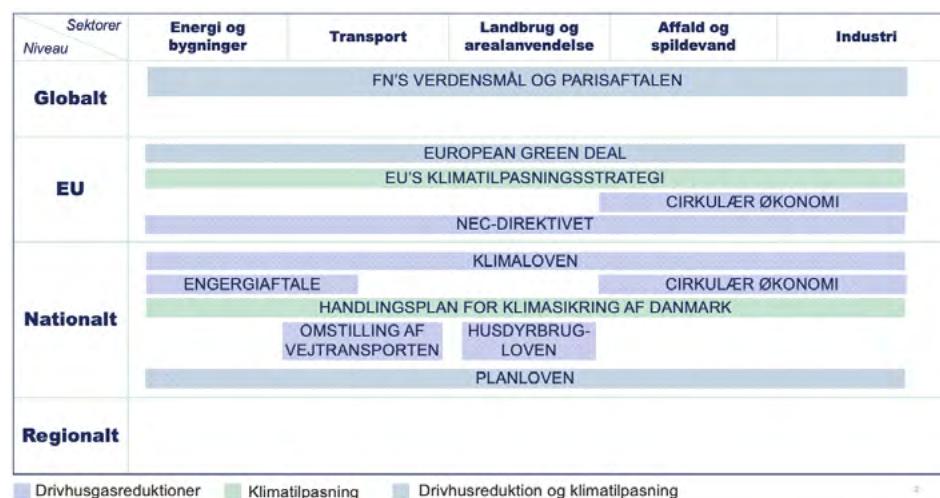 Sektorer
Niveau
Energi og
bygninger
Transport
Landbrug og
arealanvendelse
Affald og
spildevand
Industri
Globalt
FN'S VERDENSMÅL OG PARISAFTALEN
EU
EUROPEAN GREEN DEAL
EU'S KLIMATILPASNINGSSTRATEGI
CIRKULÆR ØKONOMI
NEC-DIREKTIVET
Nationalt
KLIMALOVEN
ENGERGIAFTALE
CIRKULÆR ØKONOMI
HANDLINGSPLAN FOR KLIMASIKRING AF DANMARK
OMSTILLING AF
VEJTRANSPORTEN
HUSDYRBRUG-
LOVEN
PLANLOVEN
Regionalt
Drivhusgasreduktioner
Klimatilpasning
Drivhusreduktion og klimatilpasning
2